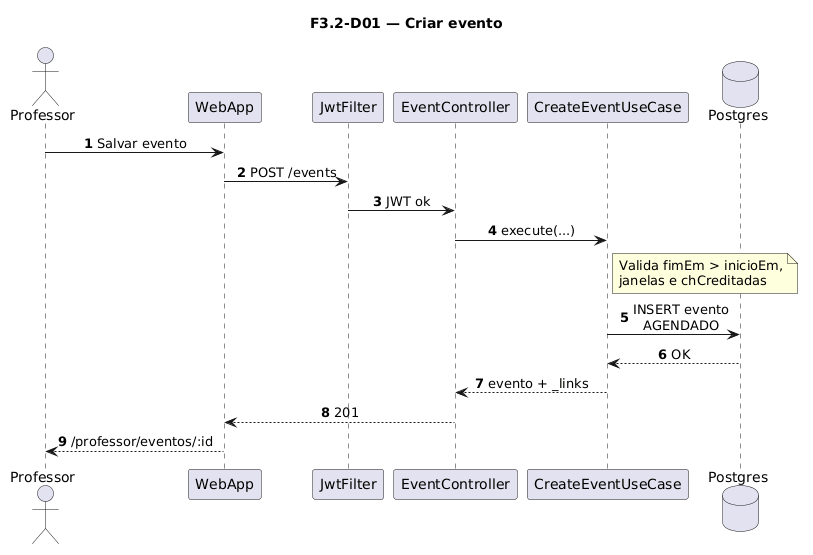 F3.2-D01 — Criar evento
Professor
WebApp
JwtFilter
EventController
CreateEventUseCase
Postgres
1 Salvar evento
2 POST /events
3 JWT ok
4 execute(...)
Valida fimEm > inicioEm,
janelas e chCreditadas
5 INSERT evento
AGENDADO
6 OK
7 evento + _links
8 201
9 /professor/eventos/:id
Professor
WebApp
JwtFilter
EventController
CreateEventUseCase
Postgres